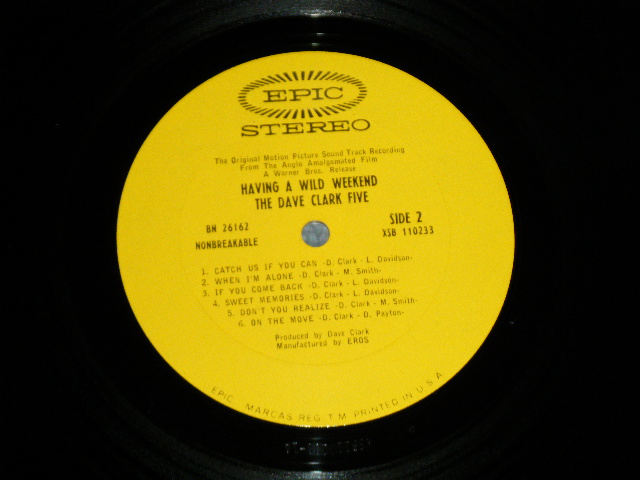 EPIC
STEREO
The Original Motion Picture Sound Track Recording
From The Anglo Amalgamated Film
A Warner Bros. Release:
HAVING A WILD WEEKEND
THE DAVE CLARK FIVE
BN 26162
NONBREAKABLE
SIDE 2
XSB 110233
1. CATCH US IF YOU CAN -D. Clark - L. Davidson-
2. WHEN I'M ALONE -D. Clark - M. Smith-
3. IF YOU COME BACK -D. Clark - L. Davidson-
4. SWEET MEMORIES -D. Clark - L. Davidson-
5. DON'T YOU REALIZE -D. Clark - M. Smith-
6. ON THE MOVE -D. Clark - D. Payton-
Produced by Dave Clark
Manufactured by EROS
EPIC, MARCAS REG. T.M. PRINTED IN U.S.A.